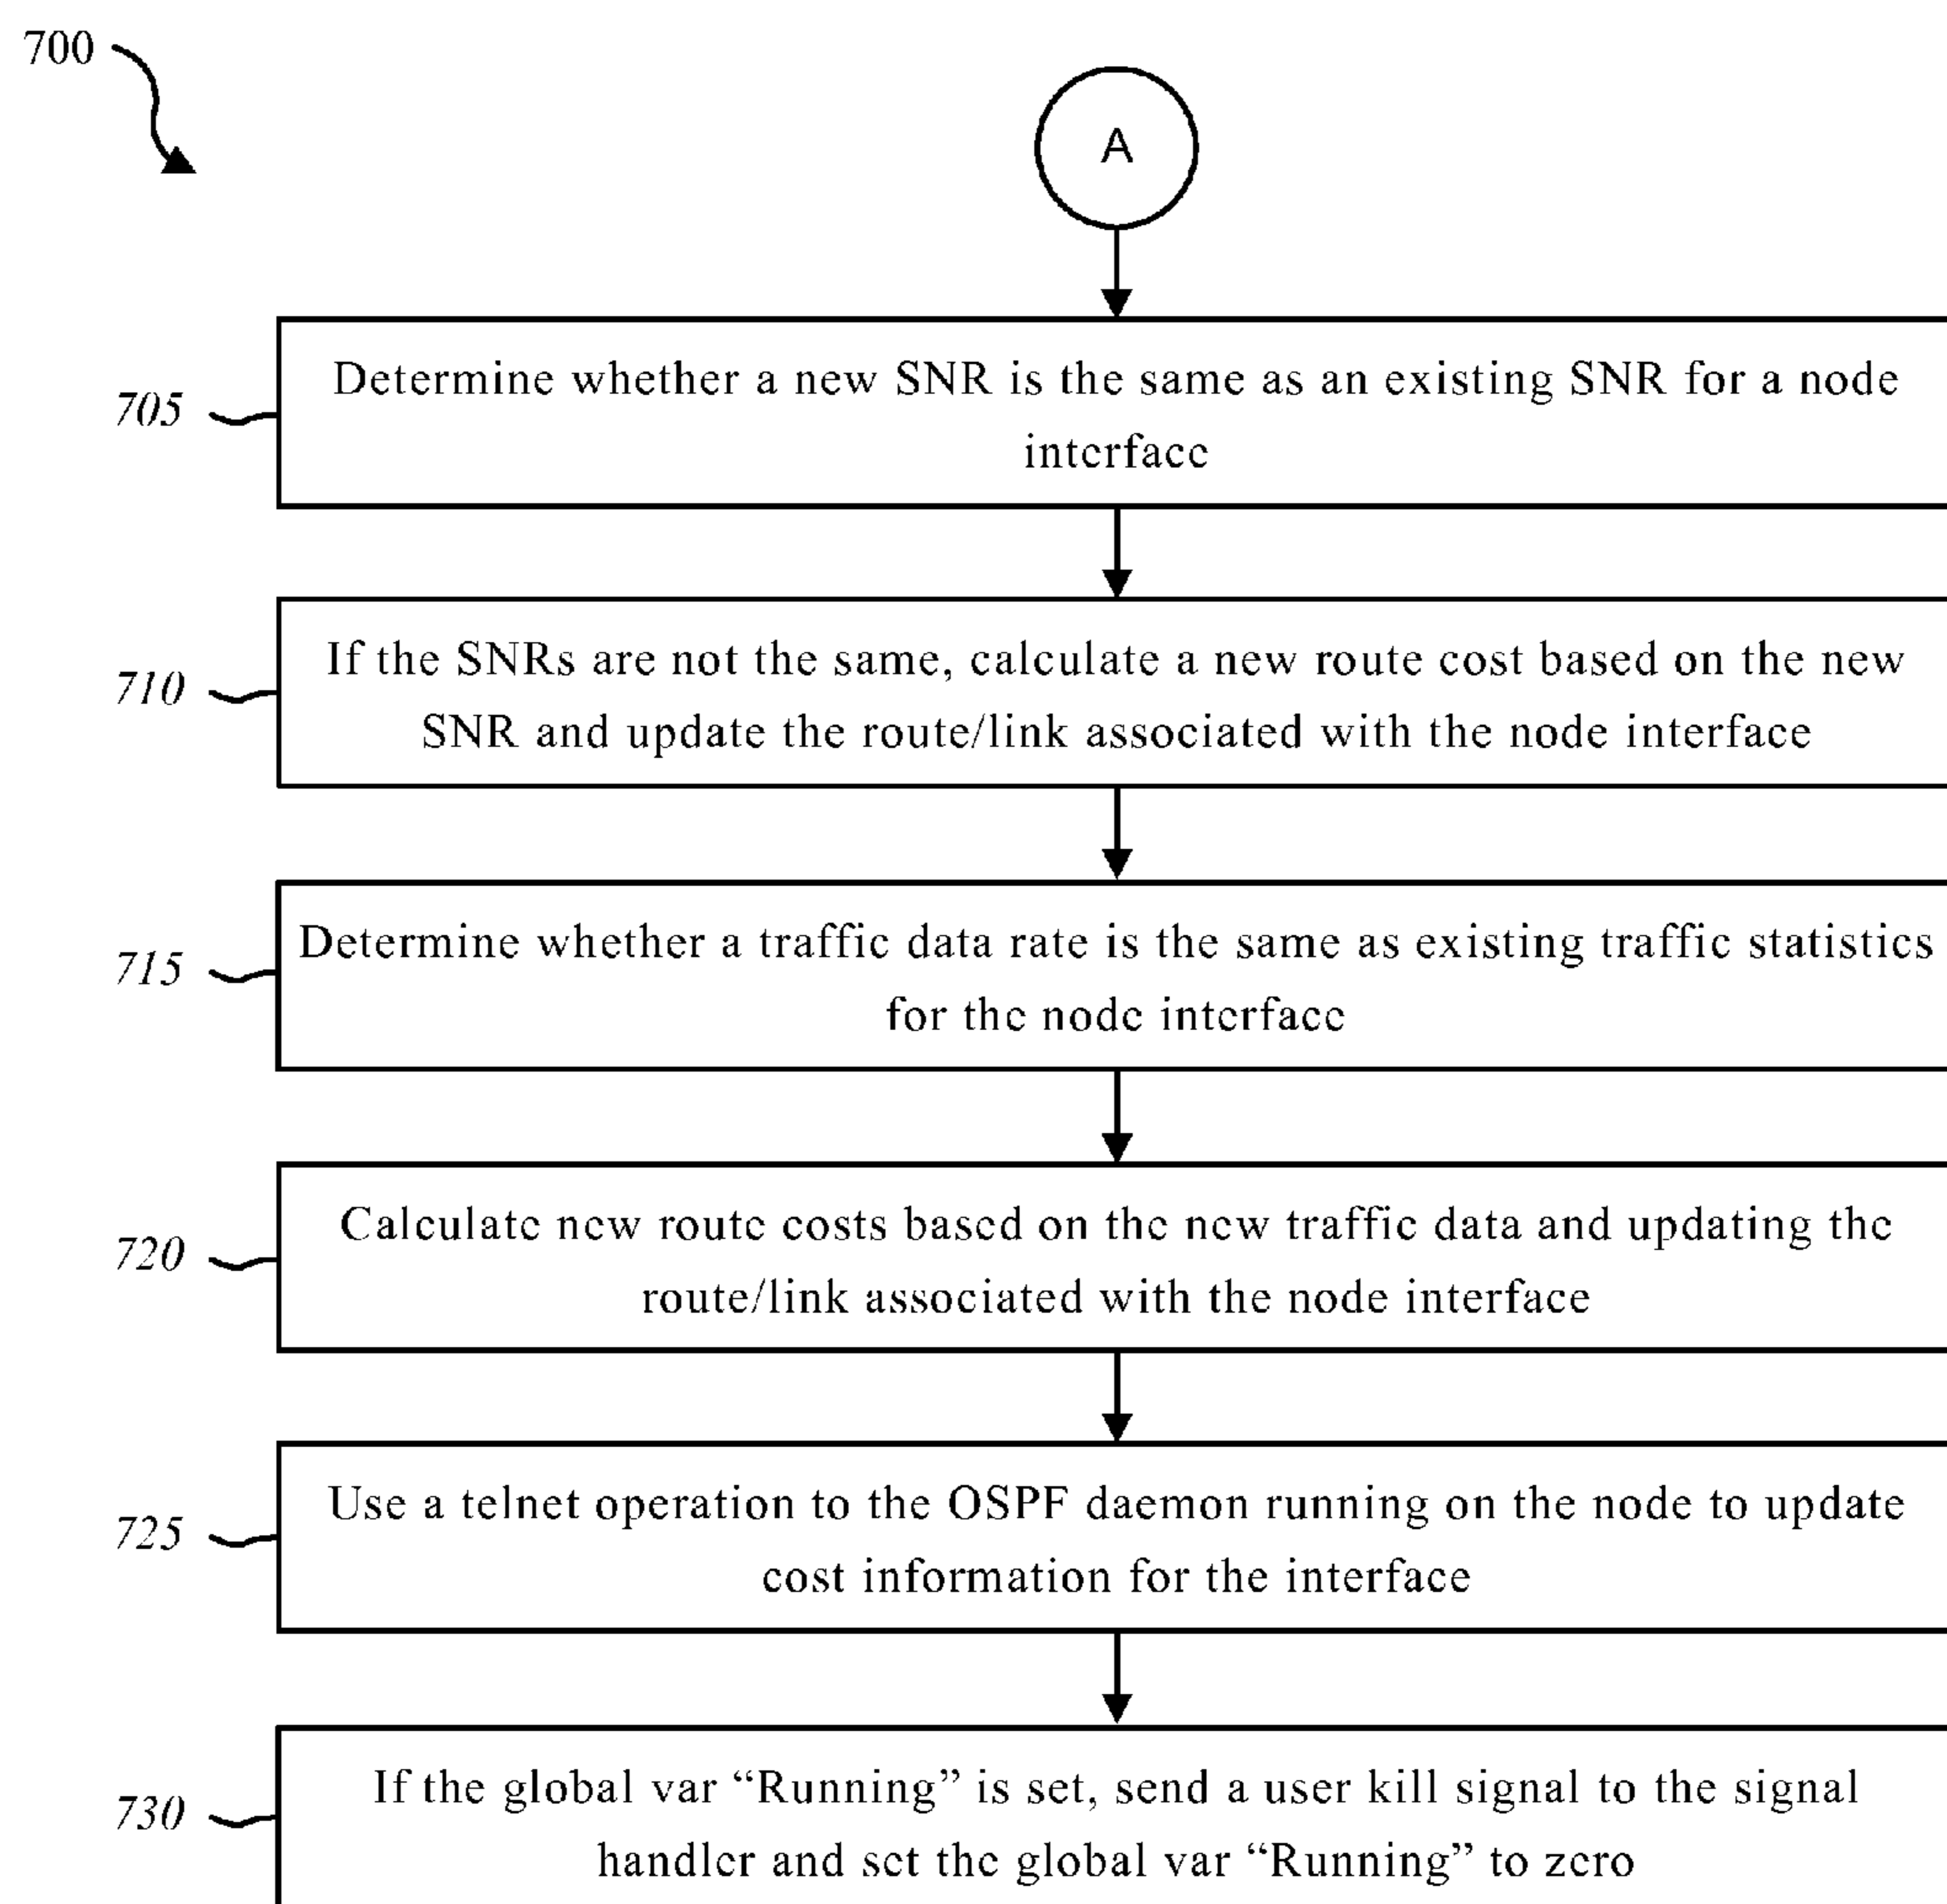 700
A
705
Determine whether a new SNR is the same as an existing SNR for a node
interface
710
If the SNRs are not the same, calculate a new route cost based on the new
SNR and update the route/link associated with the node interface
715
Determine whether a traffic data rate is the same as existing traffic statistics
for the node interface
720
Calculate new route costs based on the new traffic data and updating the
route/link associated with the node interface
725
Use a telnet operation to the OSPF daemon running on the node to update
cost information for the interface
730
If the global var “Running” is set, send a user kill signal to the signal
handler and set the global var “Running” to zero